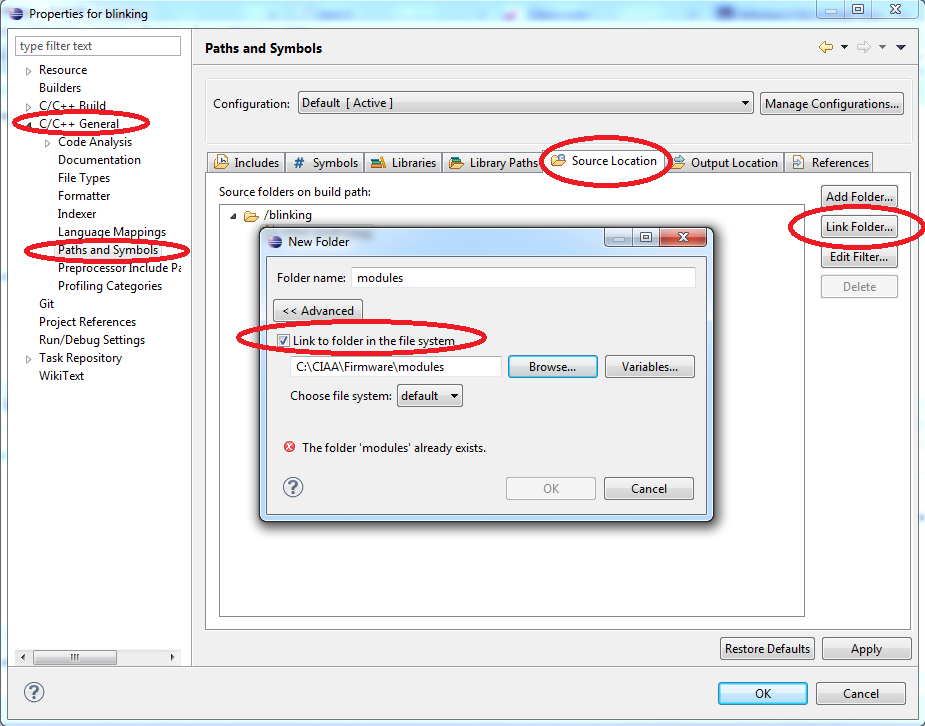 Properties for blinking
type filter text
Resource
Builders
C/C++ Build
C/C++ General
Code Analysis
Documentation
File Types
Formatter
Indexer
Language Mappings
Paths and Symbols
Preprocessor Include Pa
Profiling Categories
Git
Project References
Run/Debug Settings
Task Repository
WikiText
Paths and Symbols
Configuration: Default [ Active ] Manage Configurations...
Includes # Symbols Libraries Library Paths Source Location Output Location References
Source folders on build path:
/blinking
Add Folder...
Link Folder...
Edit Filter...
Delete
New Folder
Folder name: modules
<< Advanced
Link to folder in the file system
C:\CIAA\Firmware\modules Browse... Variables...
Choose file system: default
The folder 'modules' already exists.
? OK Cancel
Restore Defaults Apply
? OK Cancel